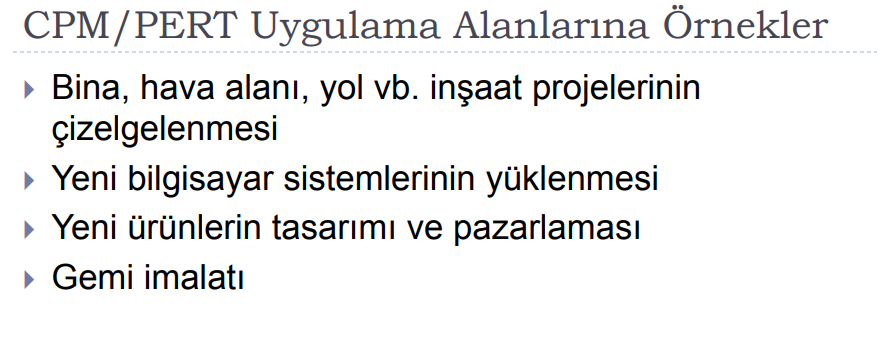 CPM/PERT Uygulama Alanlarına Örnekler
Bina, hava alanı, yol vb. inşaat projelerinin
çizelgelenmesi
Yeni bilgisayar sistemlerinin yüklenmesi
Yeni ürünlerin tasarımı ve pazarlaması
Gemi imalatı